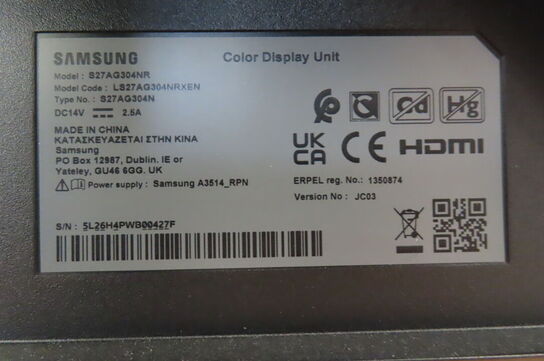 SAMSUNG
Color Display Unit
Model : S27AG304NR
Model Code : LS27AG304NRXEN
Type No. : S27AG304N
DC14V ⎓ 2.5A
MADE IN CHINA
ΚΑΤΑΣΚΕΥΑΖΕΤΑΙ ΣΤΗΝ ΚΙΝΑ
Samsung
PO Box 12987, Dublin. IE or
Yateley, GU46 6GG. UK
Power supply : Samsung A3514_RPN
Cd
Hg
UK
CA
CE
HDMI
ERPEL reg. No.: 1350874
Version No : JC03
S/N : 5L26H4PWB00427F